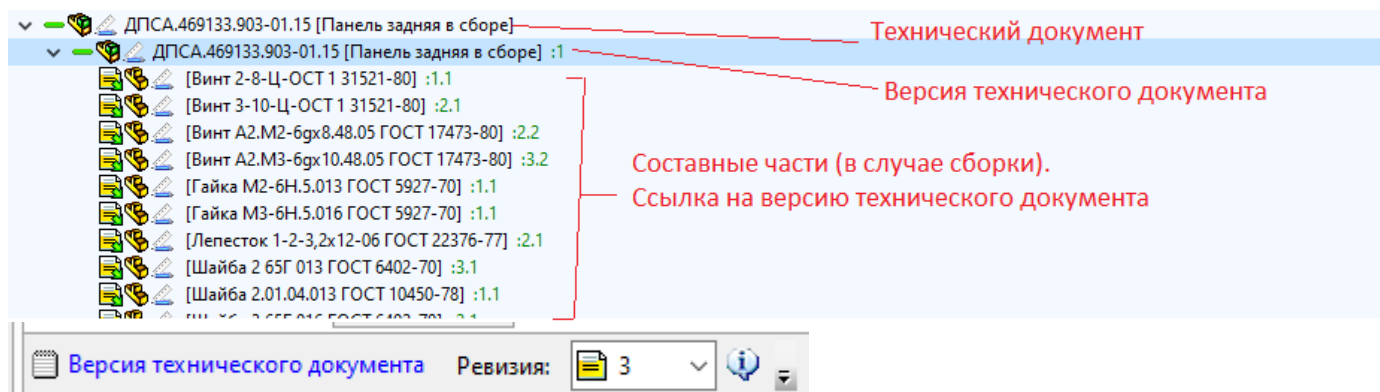 ДПСА.469133.903-01.15 [Панель задняя в сборе]
Технический документ
ДПСА.469133.903-01.15 [Панель задняя в сборе] :1
Версия технического документа
[Винт 2-8-Ц-ОСТ 1 31521-80] :1.1
[Винт 3-10-Ц-ОСТ 1 31521-80] :2.1
[Винт А2.М2-6gx8.48.05 ГОСТ 17473-80] :2.2
[Винт А2.М3-6gx10.48.05 ГОСТ 17473-80] :3.2
Составные части (в случае сборки).
[Гайка М2-6Н.5.013 ГОСТ 5927-70] :1.1
Ссылка на версию технического документа
[Гайка М3-6Н.5.016 ГОСТ 5927-70] :1.1
[Лепесток 1-2-3,2х12-06 ГОСТ 22376-77] :2.1
[Шайба 2 65Г 013 ГОСТ 6402-70] :3.1
[Шайба 2.01.04.013 ГОСТ 10450-78] :1.1
Версия технического документа Ревизия: 3